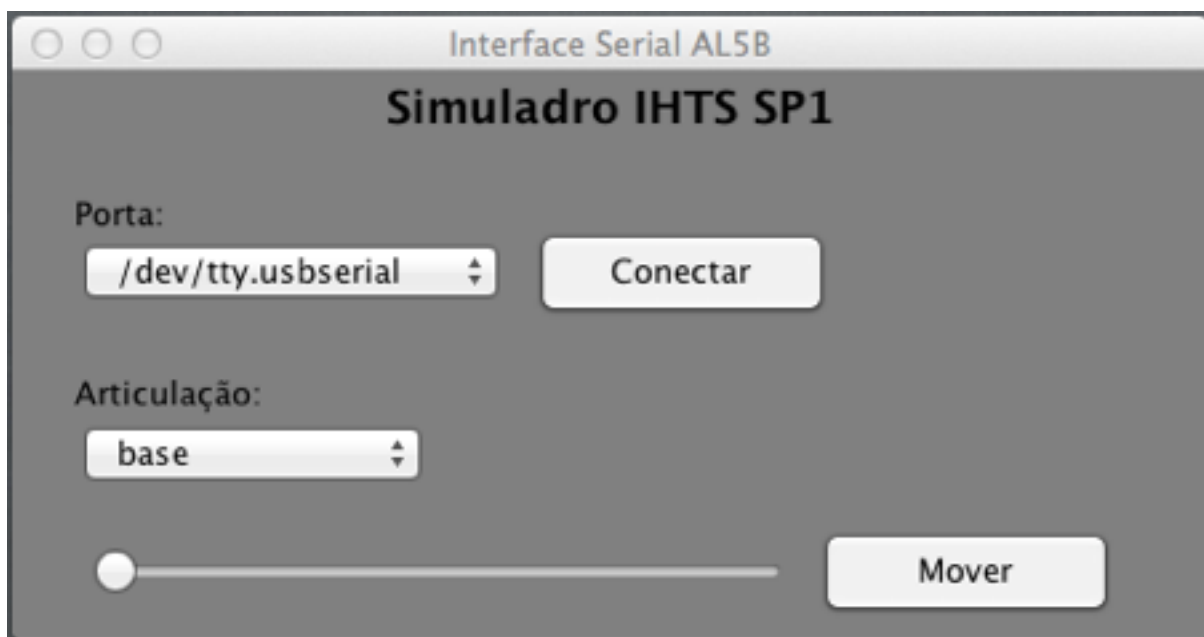 Interface Serial AL5B
Simuladro IHTS SP1
Porta:
/dev/tty.usbserial Conectar
Articulação:
base
Mover